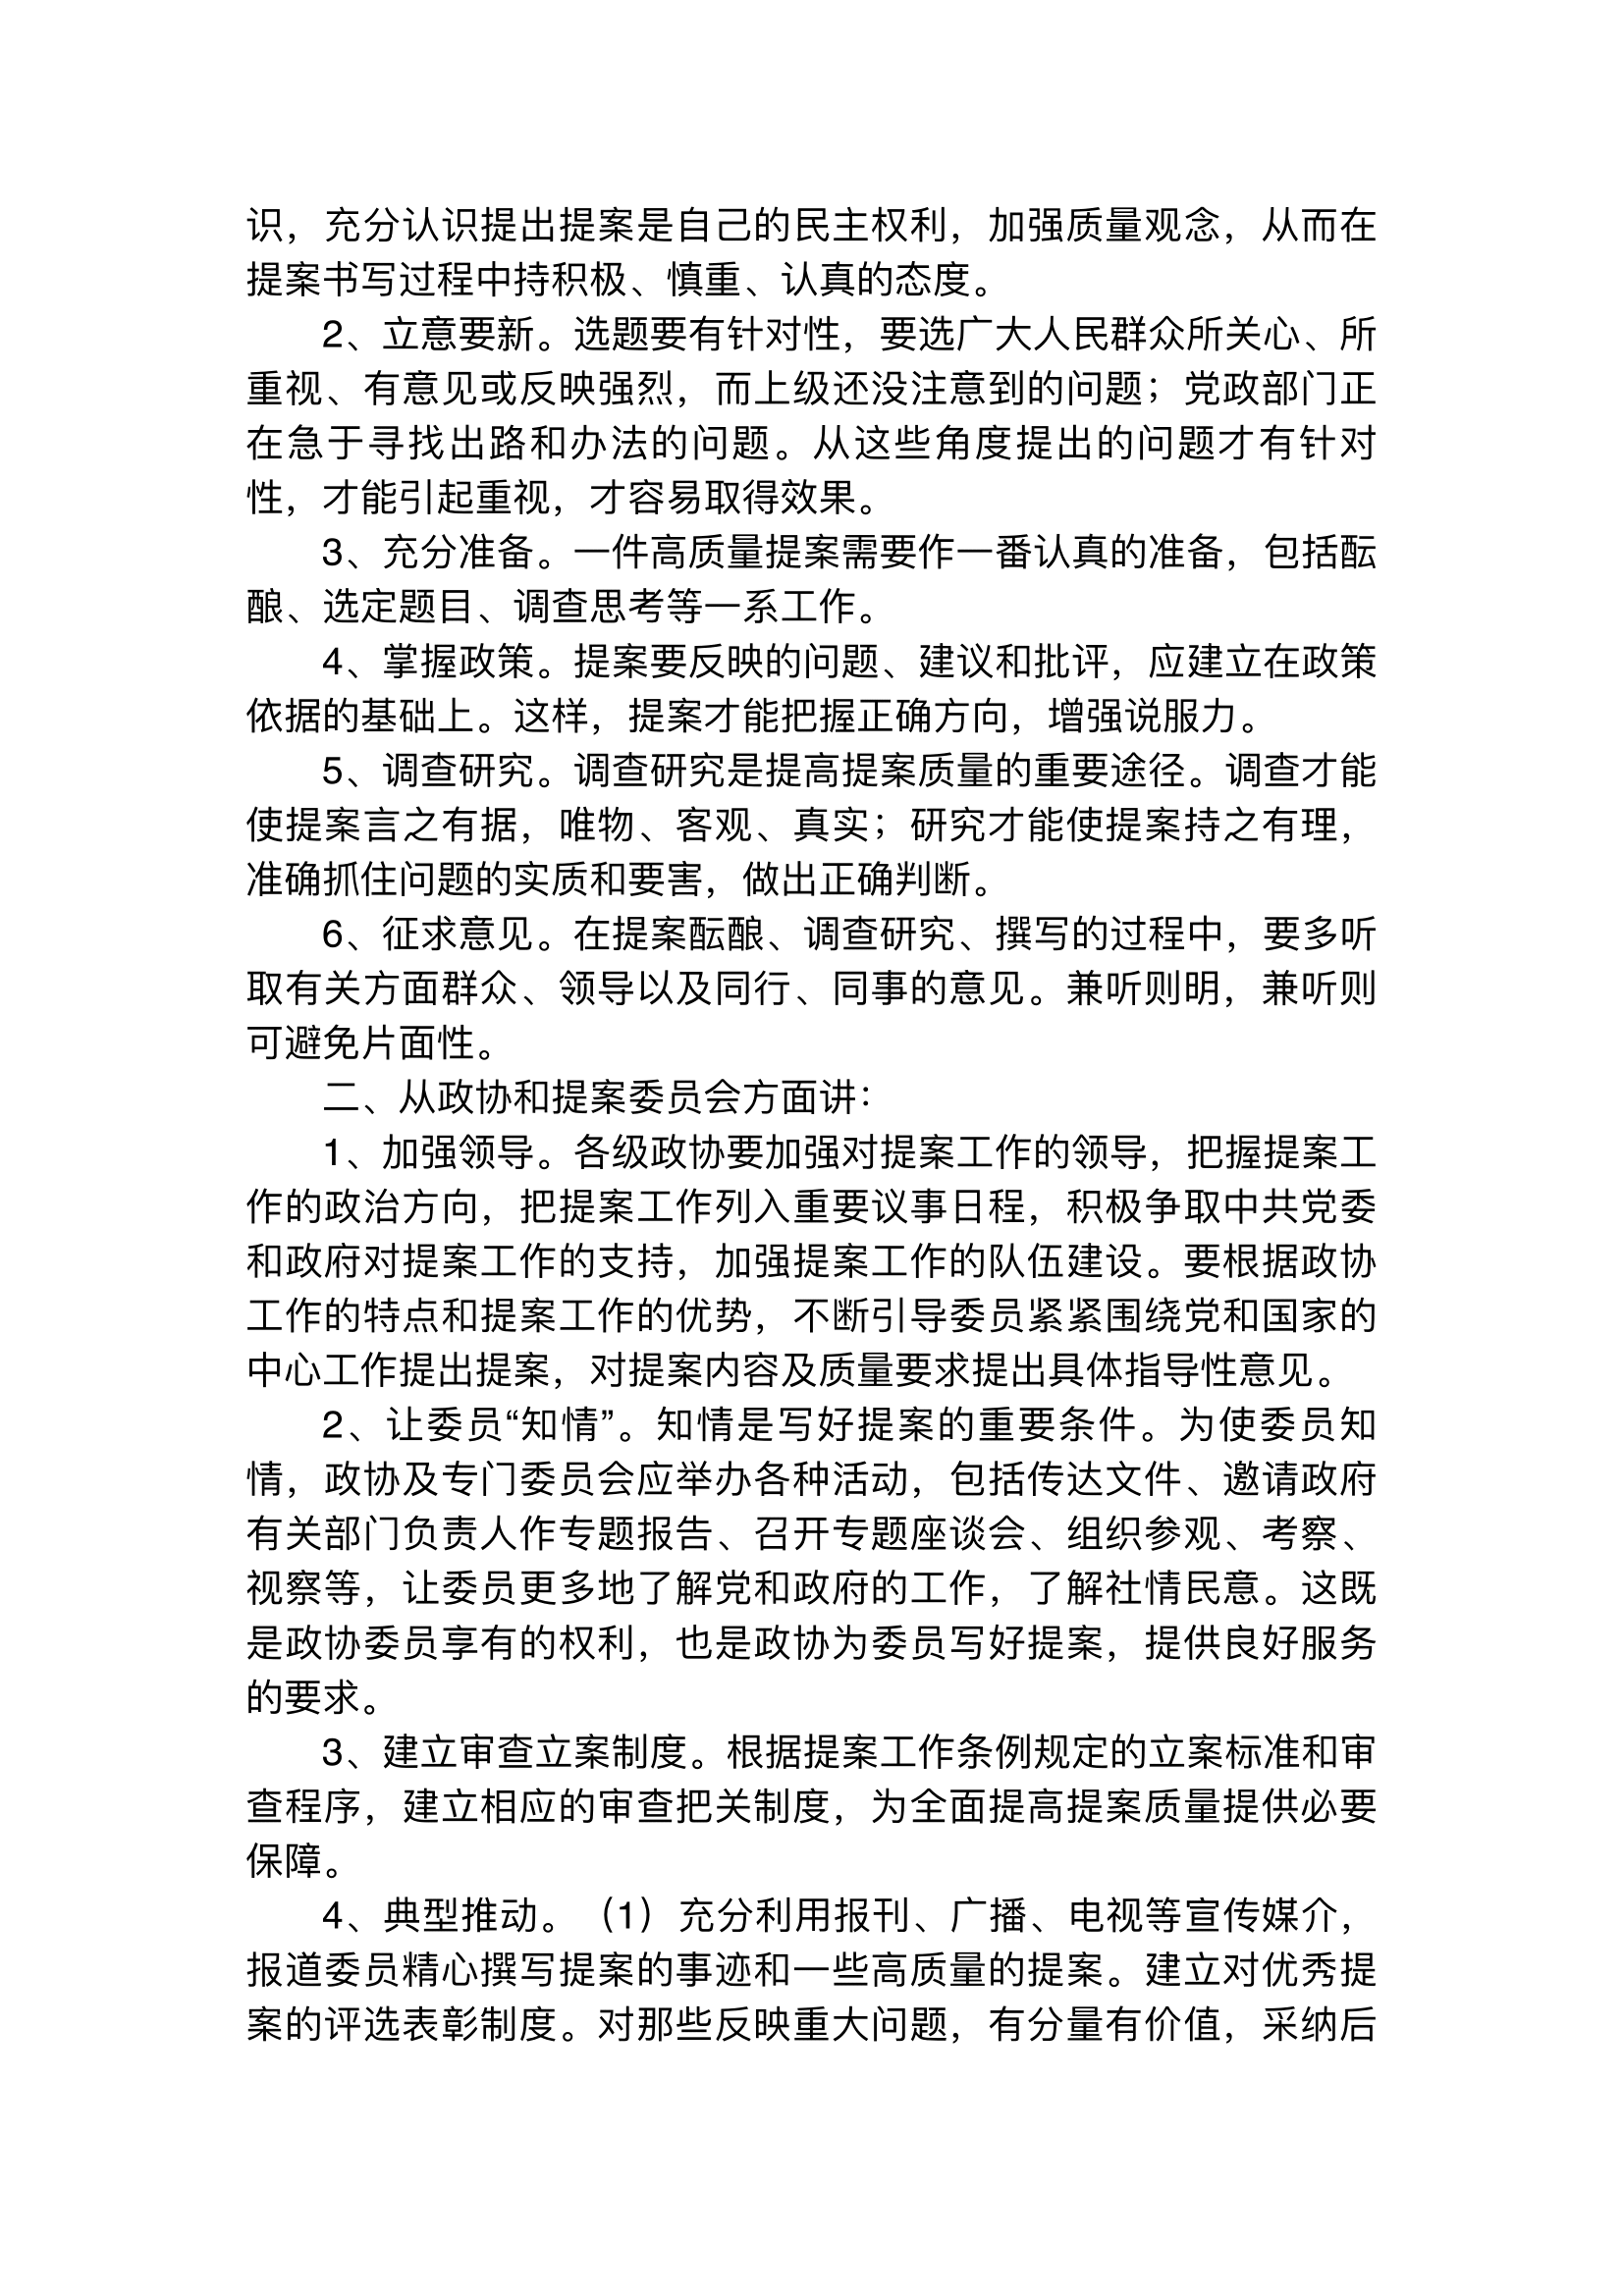 识，充分认识提出提案是自己的民主权利，加强质量观念，从而在
提案书写过程中持积极、慎重、认真的态度。
2、立意要新。选题要有针对性，要选广大人民群众所关心、所
重视、有意见或反映强烈，而上级还没注意到的问题；党政部门正
在急于寻找出路和办法的问题。从这些角度提出的问题才有针对
性，才能引起重视，才容易取得效果。
3、充分准备。一件高质量提案需要作一番认真的准备，包括酝
酿、选定题目、调查思考等一系工作。
4、掌握政策。提案要反映的问题、建议和批评，应建立在政策
依据的基础上。这样，提案才能把握正确方向，增强说服力。
5、调查研究。调查研究是提高提案质量的重要途径。调查才能
使提案言之有据，唯物、客观、真实；研究才能使提案持之有理，
准确抓住问题的实质和要害，做出正确判断。
6、征求意见。在提案酝酿、调查研究、撰写的过程中，要多听
取有关方面群众、领导以及同行、同事的意见。兼听则明，兼听则
可避免片面性。
二、从政协和提案委员会方面讲：
1、加强领导。各级政协要加强对提案工作的领导，把握提案工
作的政治方向，把提案工作列入重要议事日程，积极争取中共党委
和政府对提案工作的支持，加强提案工作的队伍建设。要根据政协
工作的特点和提案工作的优势，不断引导委员紧紧围绕党和国家的
中心工作提出提案，对提案内容及质量要求提出具体指导性意见。
2、让委员“知情”。知情是写好提案的重要条件。为使委员知
情，政协及专门委员会应举办各种活动，包括传达文件、邀请政府
有关部门负责人作专题报告、召开专题座谈会、组织参观、考察、
视察等，让委员更多地了解党和政府的工作，了解社情民意。这既
是政协委员享有的权利，也是政协为委员写好提案，提供良好服务
的要求。
3、建立审查立案制度。根据提案工作条例规定的立案标准和审
查程序，建立相应的审查把关制度，为全面提高提案质量提供必要
保障。
4、典型推动。（1）充分利用报刊、广播、电视等宣传媒介，
报道委员精心撰写提案的事迹和一些高质量的提案。建立对优秀提
案的评选表彰制度。对那些反映重大问题，有分量有价值，采纳后